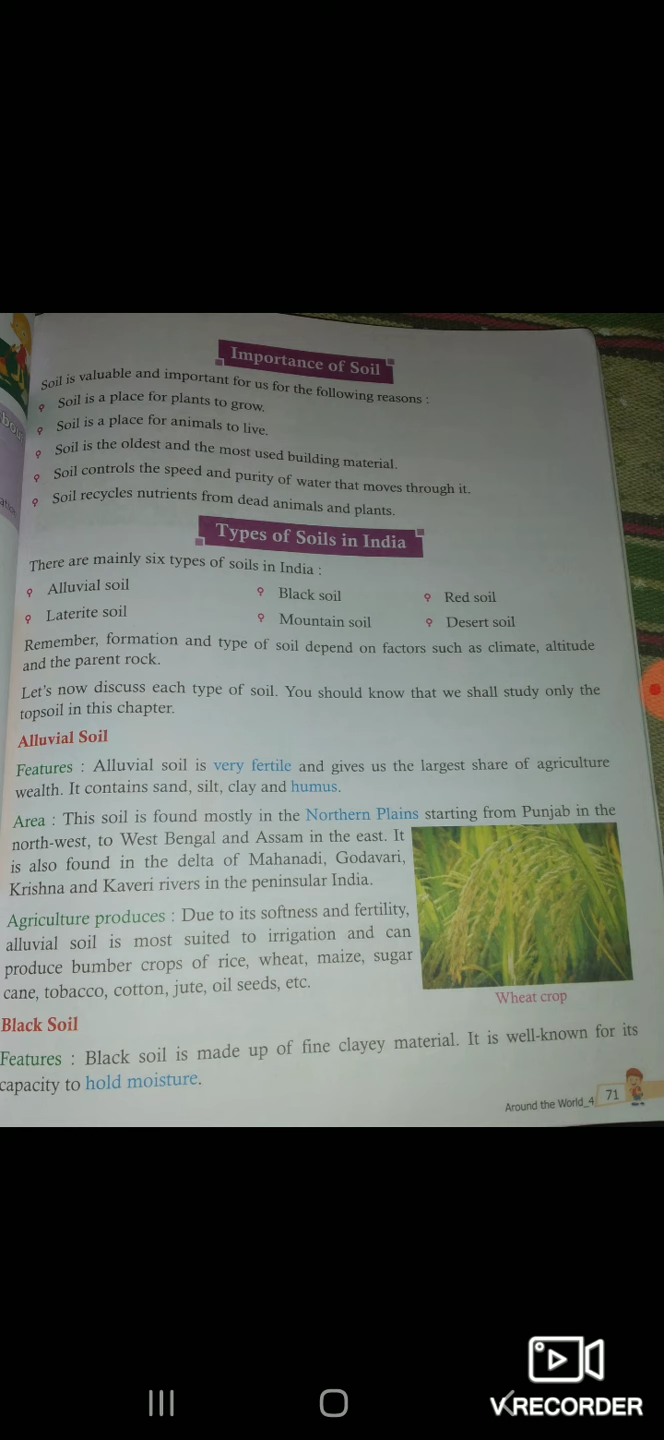 Importance of Soil
Soil is valuable and important for us for the following reasons :
Soil is a place for plants to grow.
Soil is a place for animals to live.
Soil is the oldest and the most used building material.
Soil controls the speed and purity of water that moves through it.
Soil recycles nutrients from dead animals and plants.
Types of Soils in India
There are mainly six types of soils in India :
Alluvial soil Black soil Red soil
Laterite soil Mountain soil Desert soil
Remember, formation and type of soil depend on factors such as climate, altitude
and the parent rock.
Let's now discuss each type of soil. You should know that we shall study only the
topsoil in this chapter.
Alluvial Soil
Features : Alluvial soil is very fertile and gives us the largest share of agriculture
wealth. It contains sand, silt, clay and humus.
Area : This soil is found mostly in the Northern Plains starting from Punjab in the
north-west, to West Bengal and Assam in the east. It
is also found in the delta of Mahanadi, Godavari,
Krishna and Kaveri rivers in the peninsular India.
Agriculture produces : Due to its softness and fertility,
alluvial soil is most suited to irrigation and can
produce bumber crops of rice, wheat, maize, sugar
cane, tobacco, cotton, jute, oil seeds, etc.
Wheat crop
Black Soil
Features : Black soil is made up of fine clayey material. It is well-known for its
capacity to hold moisture.
Around the World_4 71
VRECORDER